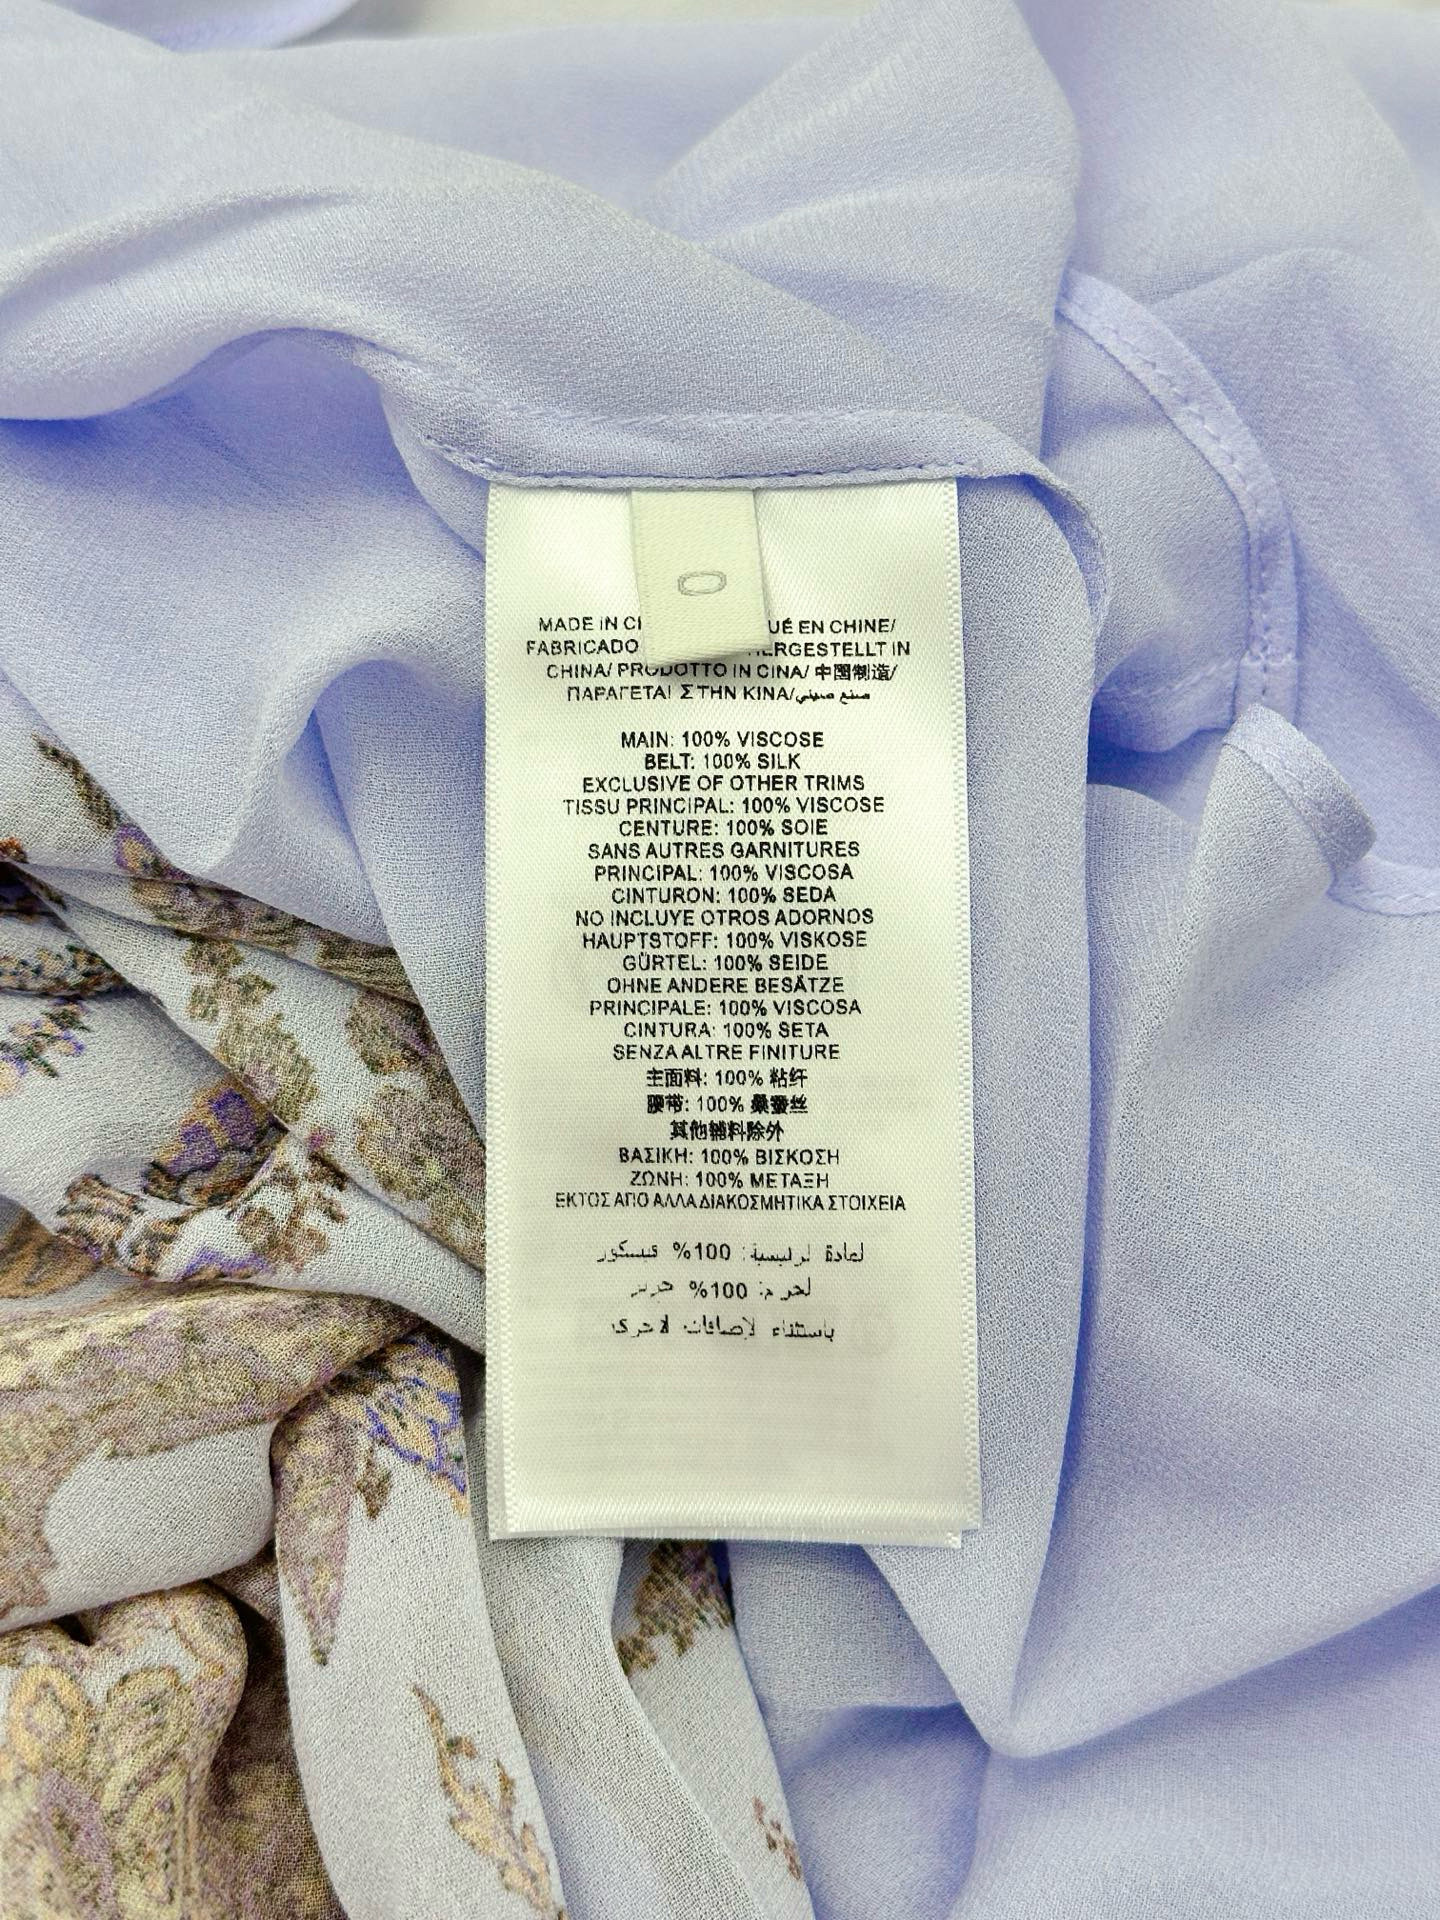 0
MADE IN UÉ EN CHINE/
FABRICADO HERGESTELLT IN
CHINA/ PRODOTTO IN CINA/ 中国制造/
ΠΑΡΑΓΕΤΑΙ ΣΤΗΝ ΚΙΝΑ/صنع صيني
MAIN: 100% VISCOSE
BELT: 100% SILK
EXCLUSIVE OF OTHER TRIMS
TISSU PRINCIPAL: 100% VISCOSE
CENTURE: 100% SOIE
SANS AUTRES GARNITURES
PRINCIPAL: 100% VISCOSA
CINTURON: 100% SEDA
NO INCLUYE OTROS ADORNOS
HAUPTSTOFF: 100% VISKOSE
GÜRTEL: 100% SEIDE
OHNE ANDERE BESÄTZE
PRINCIPALE: 100% VISCOSA
CINTURA: 100% SETA
SENZA ALTRE FINITURE
主面料: 100% 粘纤
腰带: 100% 桑蚕丝
其他辅料除外
ΒΑΣΙΚΗ: 100% ΒΙΣΚΟΣΗ
ΖΩΝΗ: 100% ΜΕΤΑΞΗ
ΕΚΤΟΣ ΑΠΟ ΑΛΛΑ ΔΙΑΚΟΣΜΗΤΙΚΑ ΣΤΟΙΧΕΙΑ
100%
100%
باستثناء